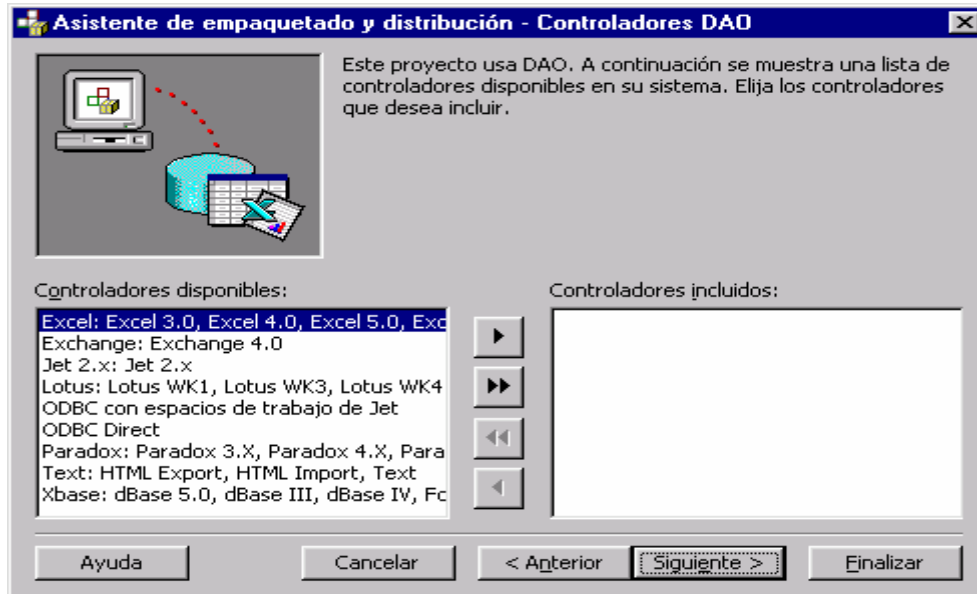 Asistente de empaquetado y distribución - Controladores DAO
Este proyecto usa DAO. A continuación se muestra una lista de
controladores disponibles en su sistema. Elija los controladores
que desea incluir.
Controladores disponibles:
Controladores incluidos:
Excel: Excel 3.0, Excel 4.0, Excel 5.0, Exc
Exchange: Exchange 4.0
Jet 2.x: Jet 2.x
Lotus: Lotus WK1, Lotus WK3, Lotus WK4
ODBC con espacios de trabajo de Jet
ODBC Direct
Paradox: Paradox 3.X, Paradox 4.X, Para
Text: HTML Export, HTML Import, Text
Xbase: dBase 5.0, dBase III, dBase IV, Fo
Ayuda
Cancelar
< Anterior
Siguiente >
Finalizar